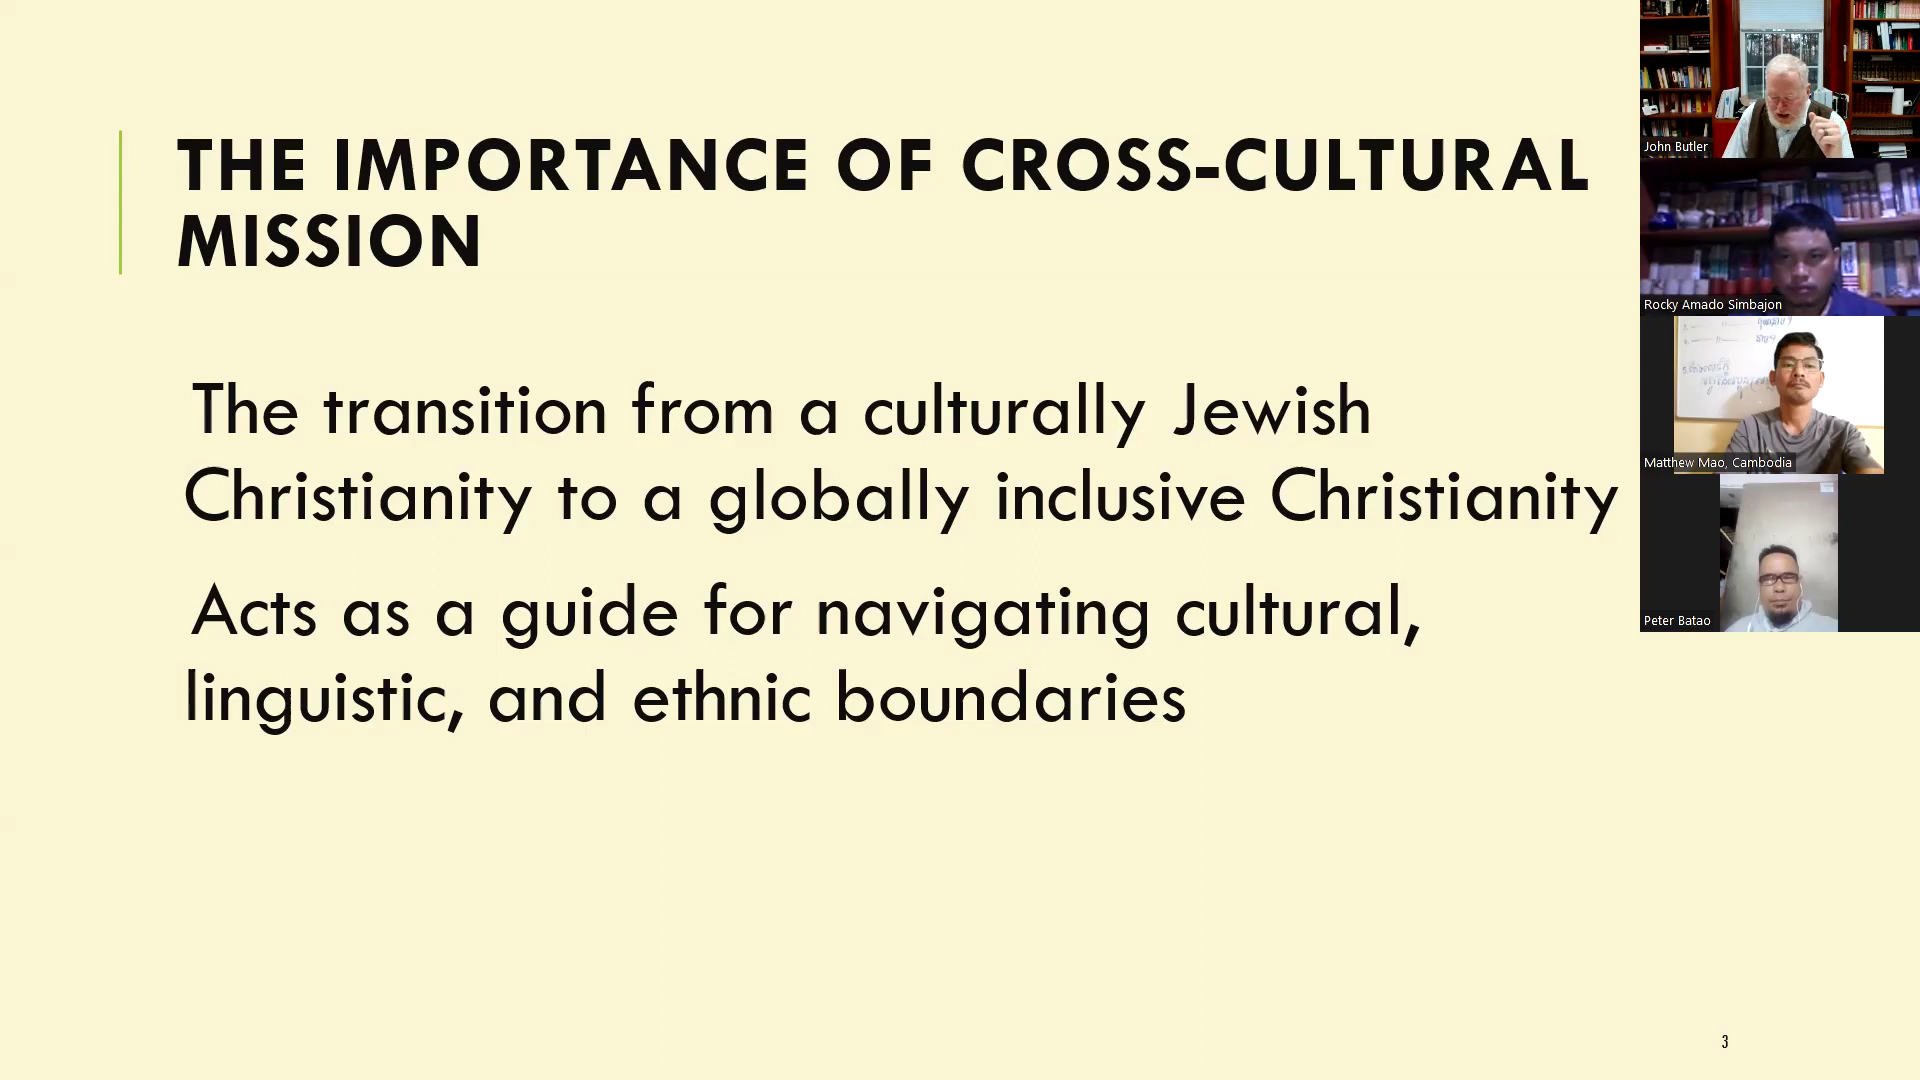 THE IMPORTANCE OF CROSS-CULTURAL
MISSION
The transition from a culturally Jewish
Christianity to a globally inclusive Christianity
Acts as a guide for navigating cultural,
linguistic, and ethnic boundaries
3
John Butler
Rocky Amado Simbajon
Matthew Mao, Cambodia
Peter Batao